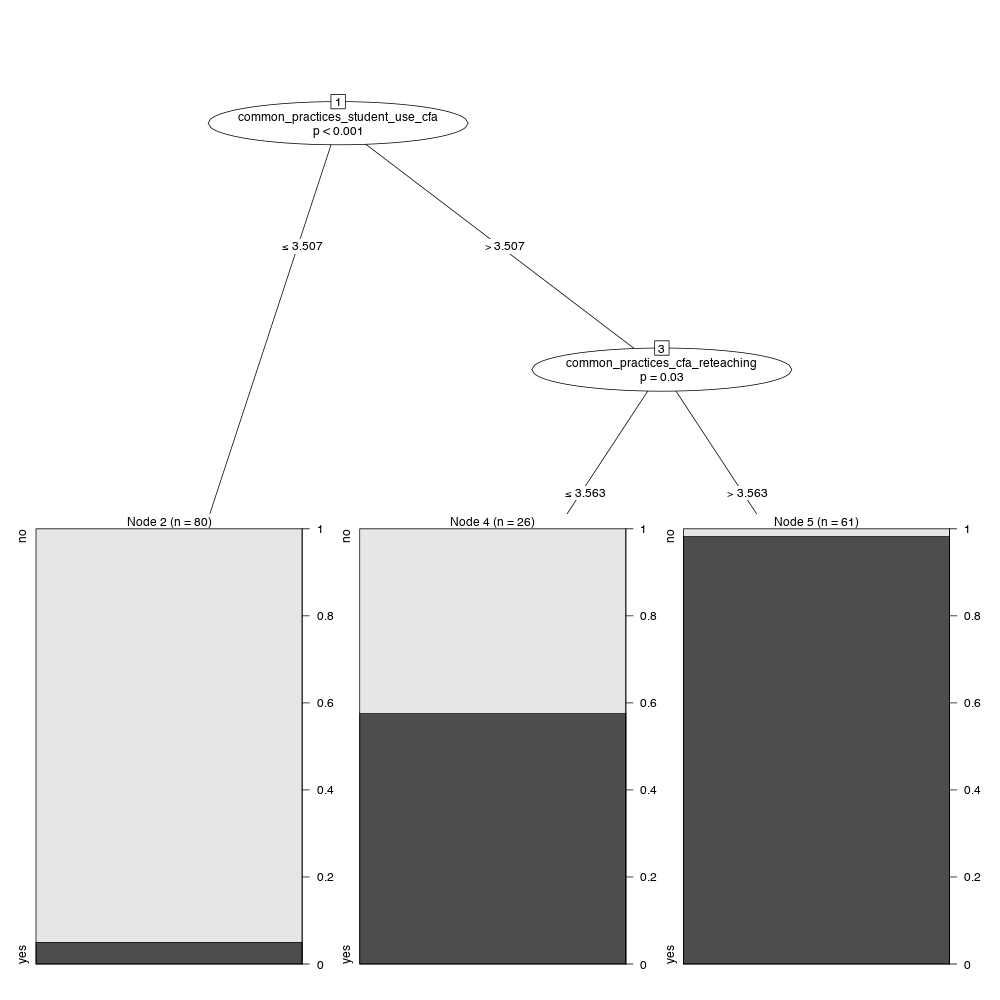 1
common_practices_student_use_cfa
p < 0.001
≤ 3.507
> 3.507
3
common_practices_cfa_reteaching
p = 0.03
≤ 3.563
> 3.563
Node 2 (n = 80)
no
yes
1
0.8
0.6
0.4
0.2
0
Node 4 (n = 26)
no
yes
1
0.8
0.6
0.4
0.2
0
Node 5 (n = 61)
no
yes
1
0.8
0.6
0.4
0.2
0